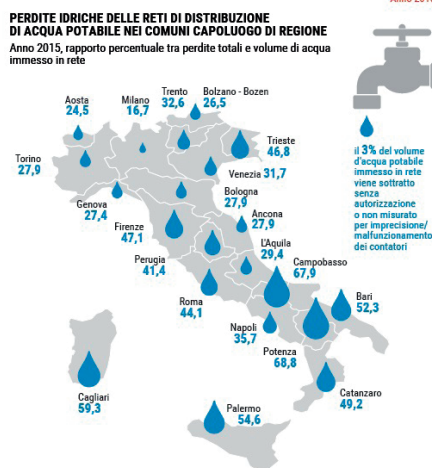 Anno 201
PERDITE IDRICHE DELLE RETI DI DISTRIBUZIONE
DI ACQUA POTABILE NEI COMUNI CAPOLUOGO DI REGIONE
Anno 2015, rapporto percentuale tra perdite totali e volume di acqua
immesso in rete
Aosta
24,5
Milano
16,7
Trento
32,6
Bolzano - Bozen
26,5
Trieste
46,8
Torino
27,9
Venezia 31,7
Genova
27,4
Bologna
27,9
Firenze
47,1
Ancona
27,9
Perugia
41,4
L'Aquila
29,4
Campobasso
67,9
Roma
44,1
Bari
52,3
Napoli
35,7
Potenza
68,8
Cagliari
59,3
Palermo
54,6
Catanzaro
49,2
il 3% del volume
d'acqua potabile
immesso in rete
viene sottratto
senza
autorizzazione
o non misurato
per imprecisione/
malfunzionamento
dei contatori